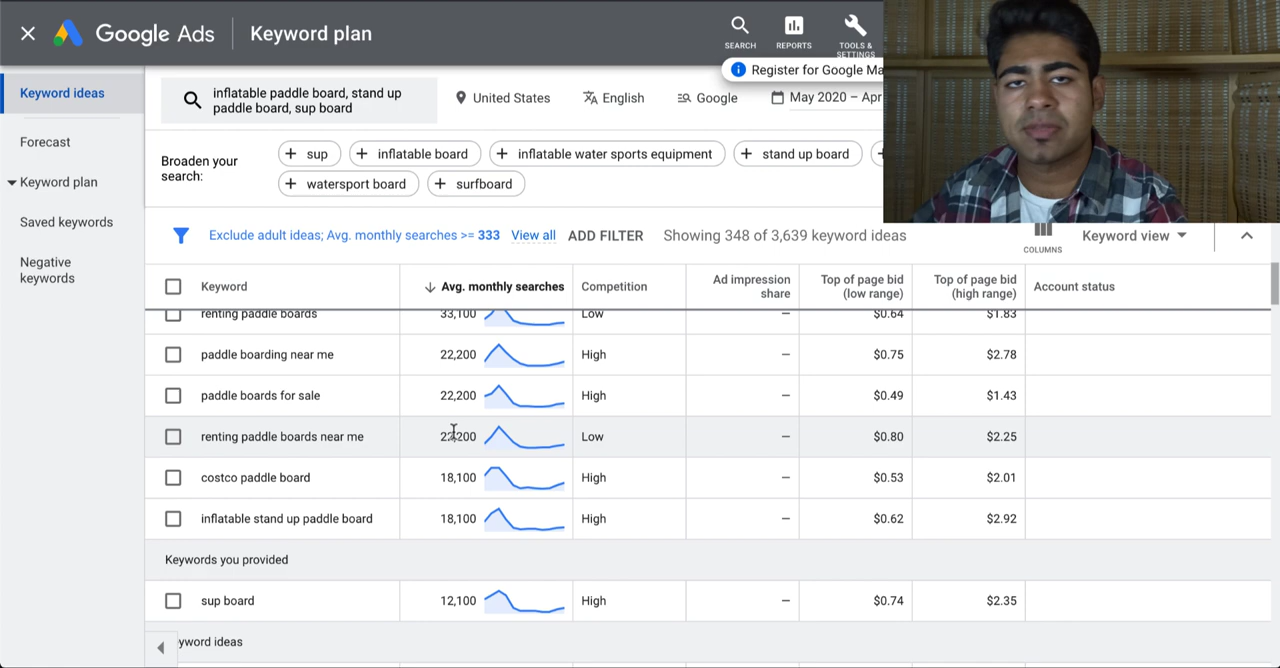 Google Ads
Keyword plan
SEARCH
REPORTS
TOOLS &
SETTINGS
Register for Google Ma
Keyword ideas
Forecast
Keyword plan
Saved keywords
Negative
keywords
inflatable paddle board, stand up
paddle board, sup board
United States
English
Google
May 2020 – Apr
Broaden your
search:
+ sup
+ inflatable board
+ inflatable water sports equipment
+ stand up board
+
+ watersport board
+ surfboard
Exclude adult ideas; Avg. monthly searches >= 333
View all
ADD FILTER
Showing 348 of 3,639 keyword ideas
COLUMNS
Keyword view
Keyword
Avg. monthly searches
Competition
Ad impression
share
Top of page bid
(low range)
Top of page bid
(high range)
Account status
renting paddle boards 33,100 Low – $0.64 $1.83
paddle boarding near me 22,200 High – $0.75 $2.78
paddle boards for sale 22,200 High – $0.49 $1.43
renting paddle boards near me 22,200 Low – $0.80 $2.25
costco paddle board 18,100 High – $0.53 $2.01
inflatable stand up paddle board 18,100 High – $0.62 $2.92
Keywords you provided
sup board 12,100 High – $0.74 $2.35
yword ideas